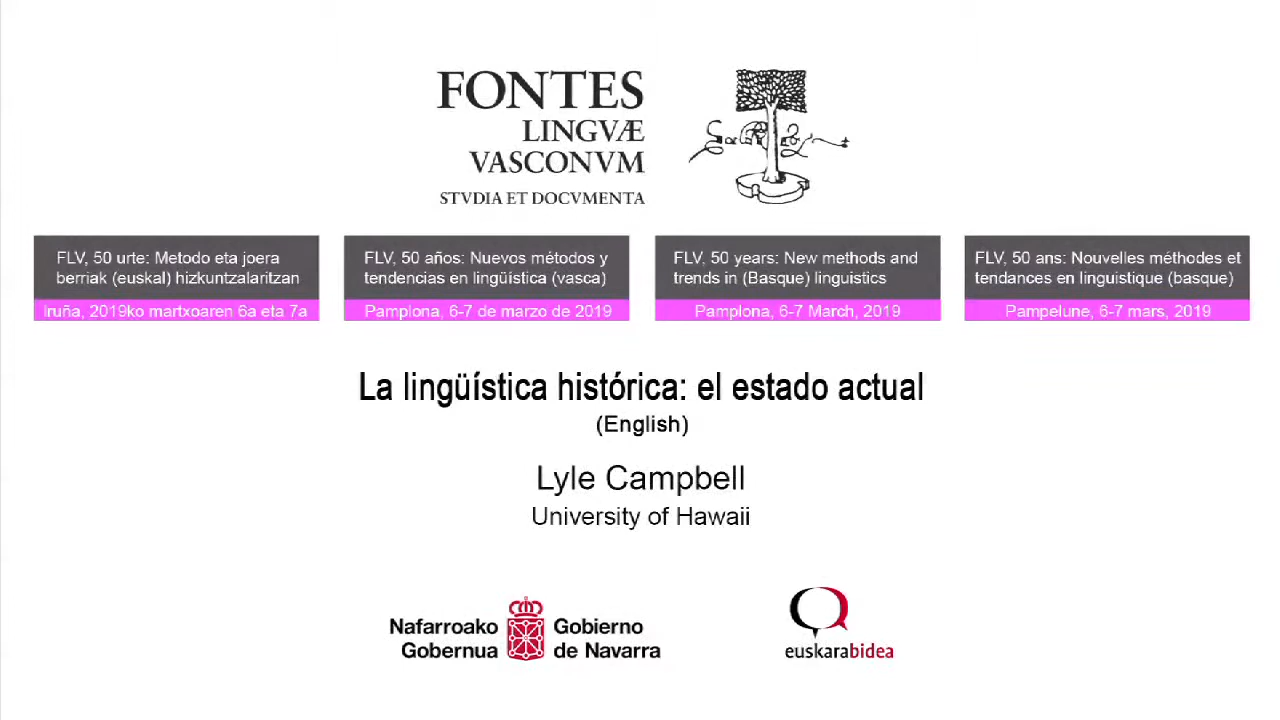 FONTES
LINGVÆ
VASCONVM
STVDIA ET DOCVMENTA
FLV, 50 urte: Metodo eta joera
berriak (euskal) hizkuntzalaritzan
Iruña, 2019ko martxoaren 6a eta 7a
FLV, 50 años: Nuevos métodos y
tendencias en lingüística (vasca)
Pamplona, 6-7 de marzo de 2019
FLV, 50 years: New methods and
trends in (Basque) linguistics
Pamplona, 6-7 March, 2019
FLV, 50 ans: Nouvelles méthodes et
tendances en linguistique (basque)
Pampelune, 6-7 mars, 2019
La lingüística histórica: el estado actual
(English)
Lyle Campbell
University of Hawaii
Nafarroako
Gobernua
Gobierno
de Navarra
euskarabidea